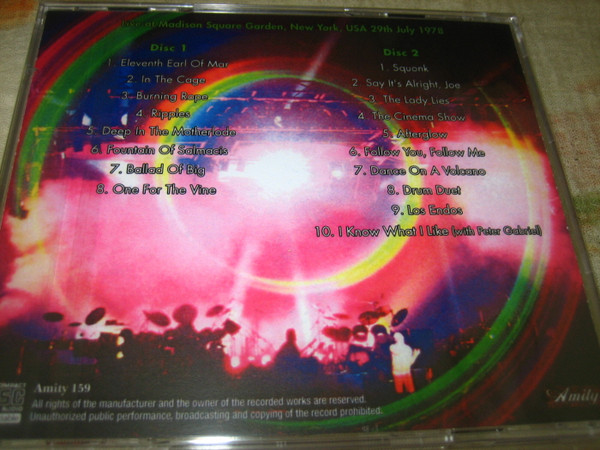 Live at Madison Square Garden, New York, USA 29th July 1978
Disc 1
1. Eleventh Earl Of Mar
2. In The Cage
3. Burning Rope
4. Ripples
5. Deep In The Motherlode
6. Fountain Of Salmacis
7. Ballad Of Big
8. One For The Vine
Disc 2
1. Squonk
2. Say It's Alright, Joe
3. The Lady Lies
4. The Cinema Show
5. Afterglow
6. Follow You, Follow Me
7. Dance On A Volcano
8. Drum Duet
9. Los Endos
10. I Know What I Like (with Peter Gabriel)
Amity 159
All rights of the manufacturer and the owner of the recorded works are reserved.
Unauthorized public performance, broadcasting and copying of the record prohibited.
Amity